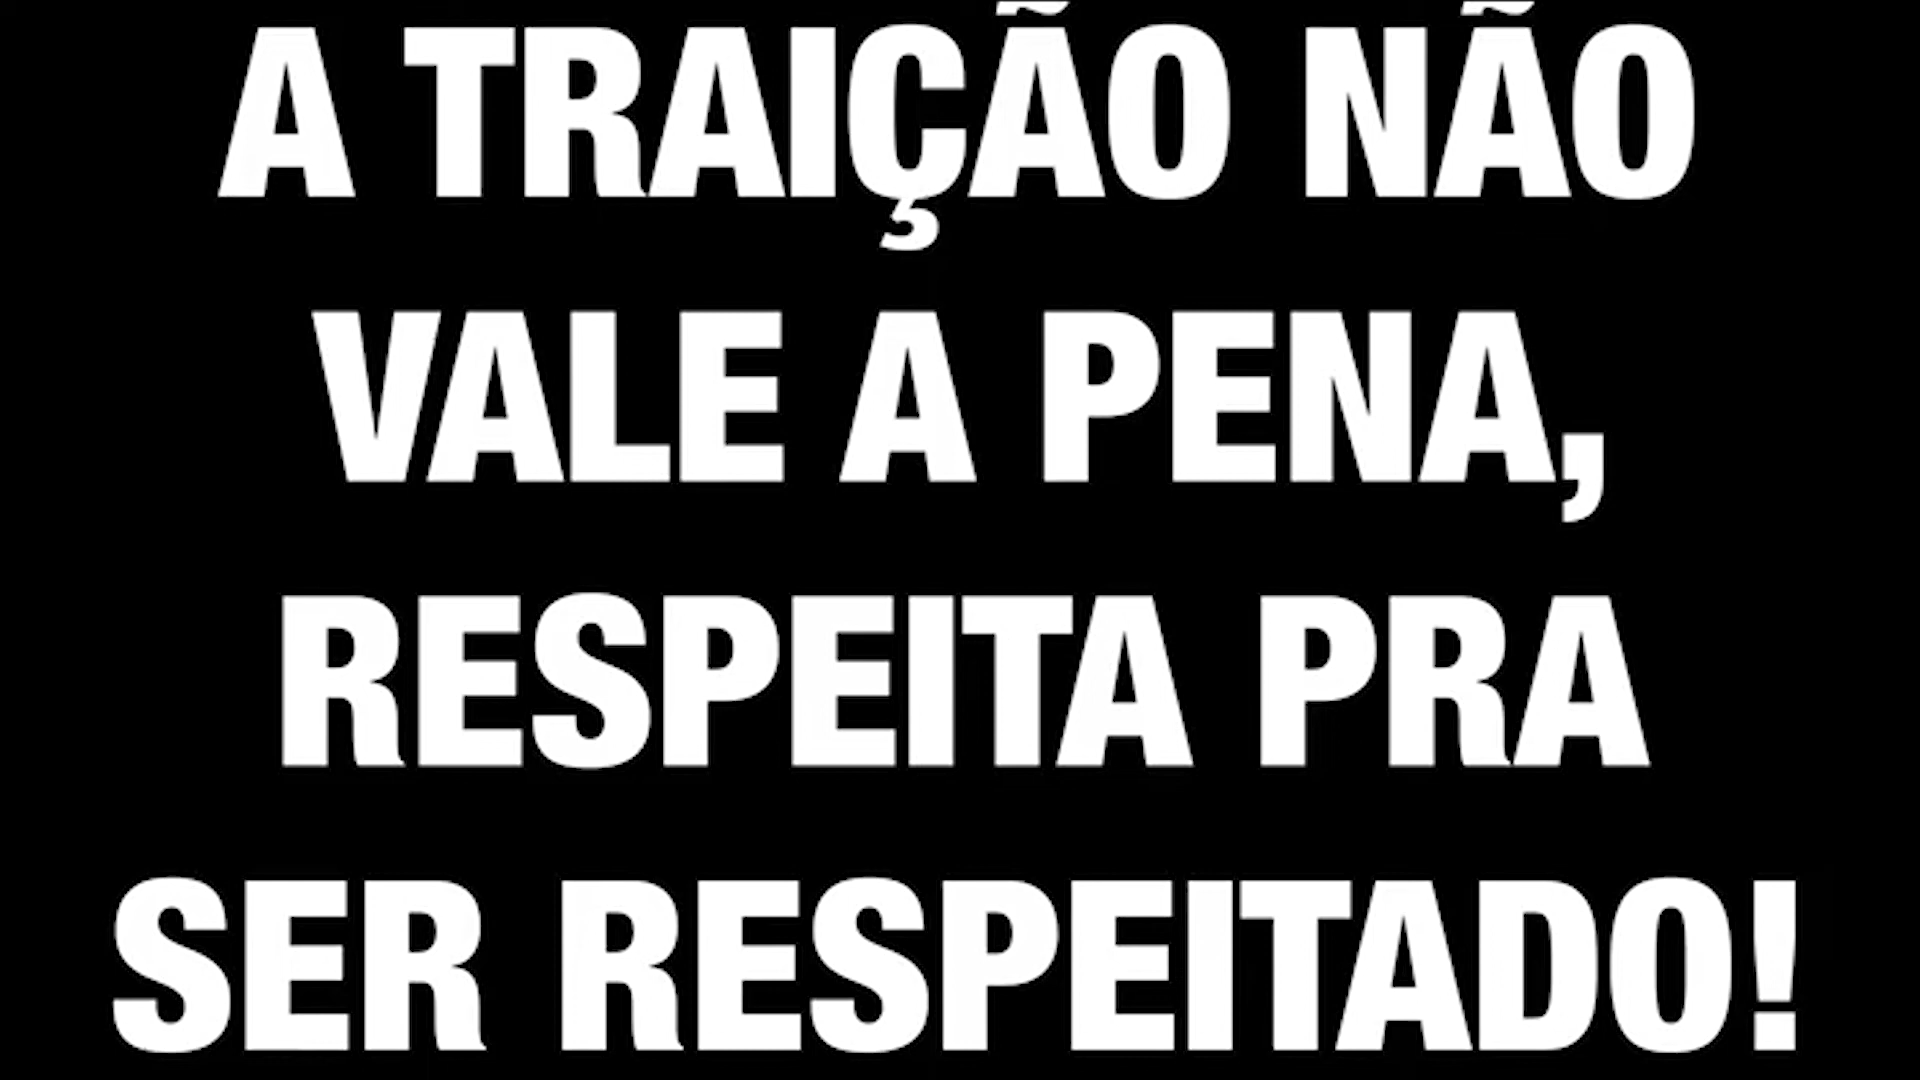 A TRAIÇÃO NÃO
VALE A PENA,
RESPEITA PRA
SER RESPEITADO!